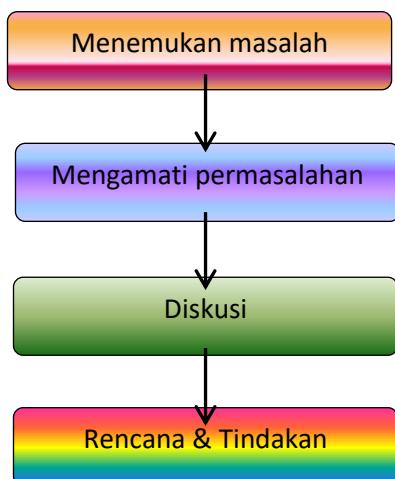 Menemukan masalah
Mengamati permasalahan
Diskusi
Rencana & Tindakan